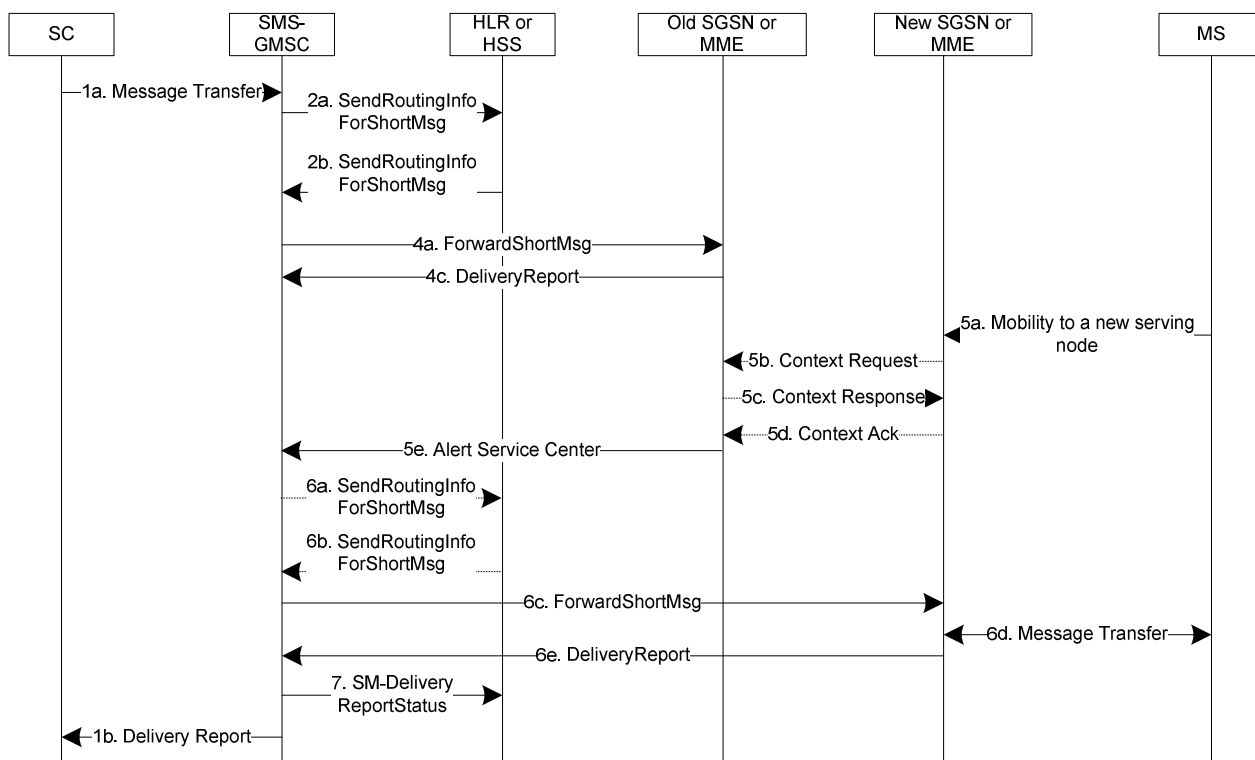 SC
SMS-
GMSC
HLR or
HSS
Old SGSN or
MME
New SGSN or
MME
MS
1a. Message Transfer
2a. SendRoutingInfo
ForShortMsg
2b. SendRoutingInfo
ForShortMsg
4a. ForwardShortMsg
4c. DeliveryReport
5a. Mobility to a new serving
node
5b. Context Request
5c. Context Response
5d. Context Ack
5e. Alert Service Center
6a. SendRoutingInfo
ForShortMsg
6b. SendRoutingInfo
ForShortMsg
6c. ForwardShortMsg
6d. Message Transfer
6e. DeliveryReport
7. SM-Delivery
ReportStatus
1b. Delivery Report